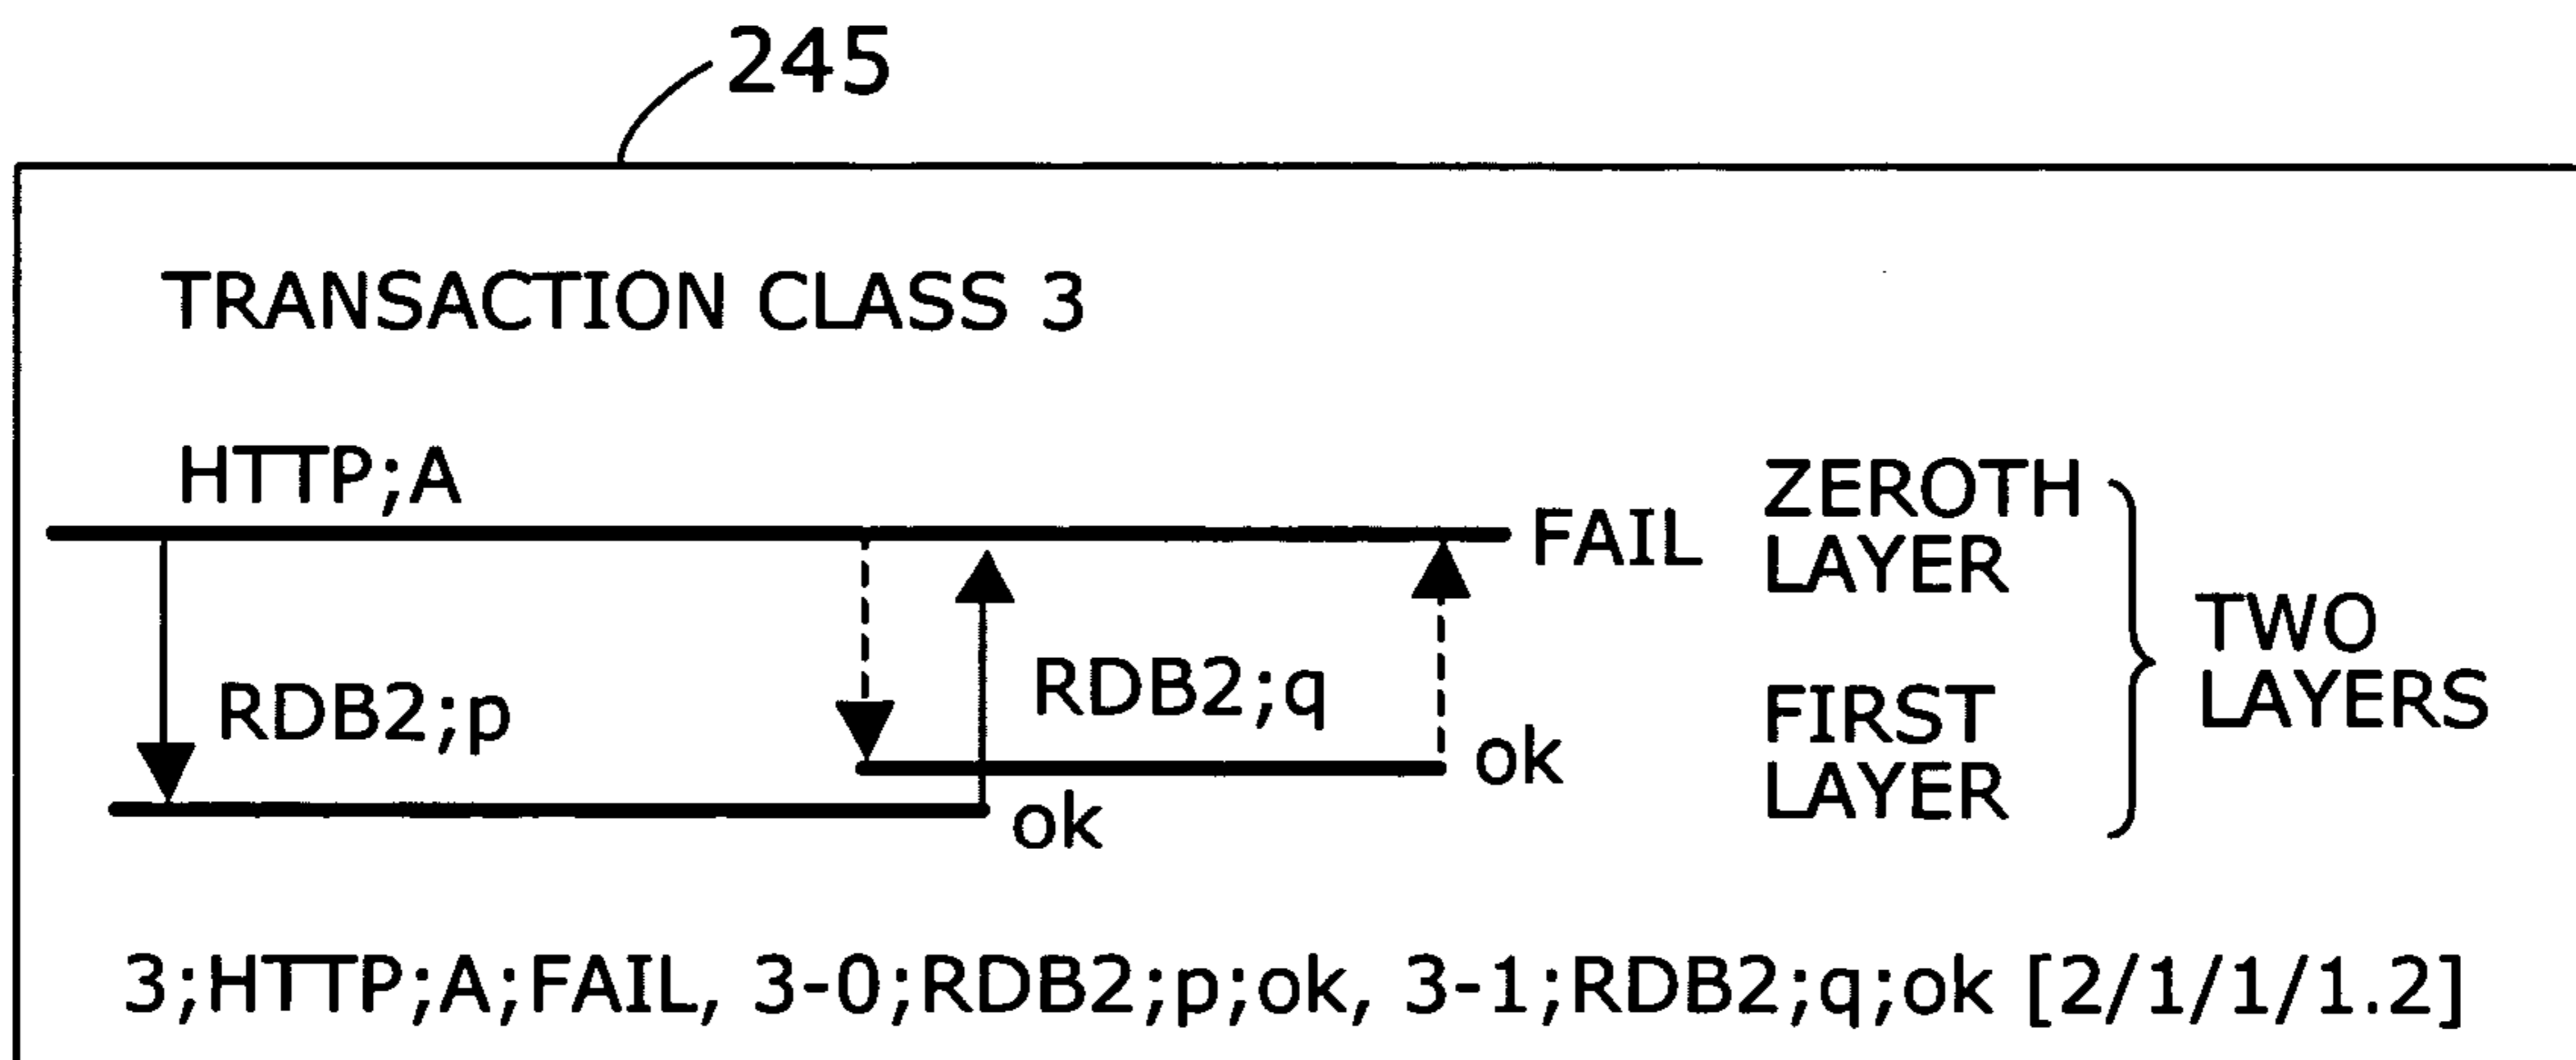 245
TRANSACTION CLASS 3
HTTP;A
FAIL
ZEROTH
LAYER
RDB2;p
RDB2;q
ok
ok
FIRST
LAYER
TWO
LAYERS
3;HTTP;A;FAIL, 3-0;RDB2;p;ok, 3-1;RDB2;q;ok [2/1/1/1.2]